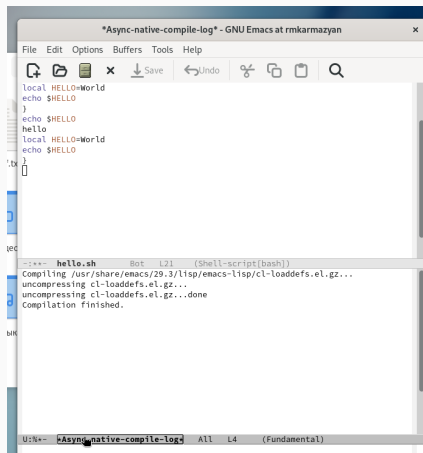 *Async-native-compile-log* - GNU Emacs at rmkarmazyan
File Edit Options Buffers Tools Help
Save Undo
local HELLO=World
echo $HELLO
}
echo $HELLO
hello
local HELLO=World
echo $HELLO
}
-:**- hello.sh Bot L21 (Shell-script[bash])
Compiling /usr/share/emacs/29.3/lisp/emacs-lisp/cl-loaddefs.el.gz...
uncompressing cl-loaddefs.el.gz...
uncompressing cl-loaddefs.el.gz...done
Compilation finished.
U:%*- *Async-native-compile-log* All L4 (Fundamental)